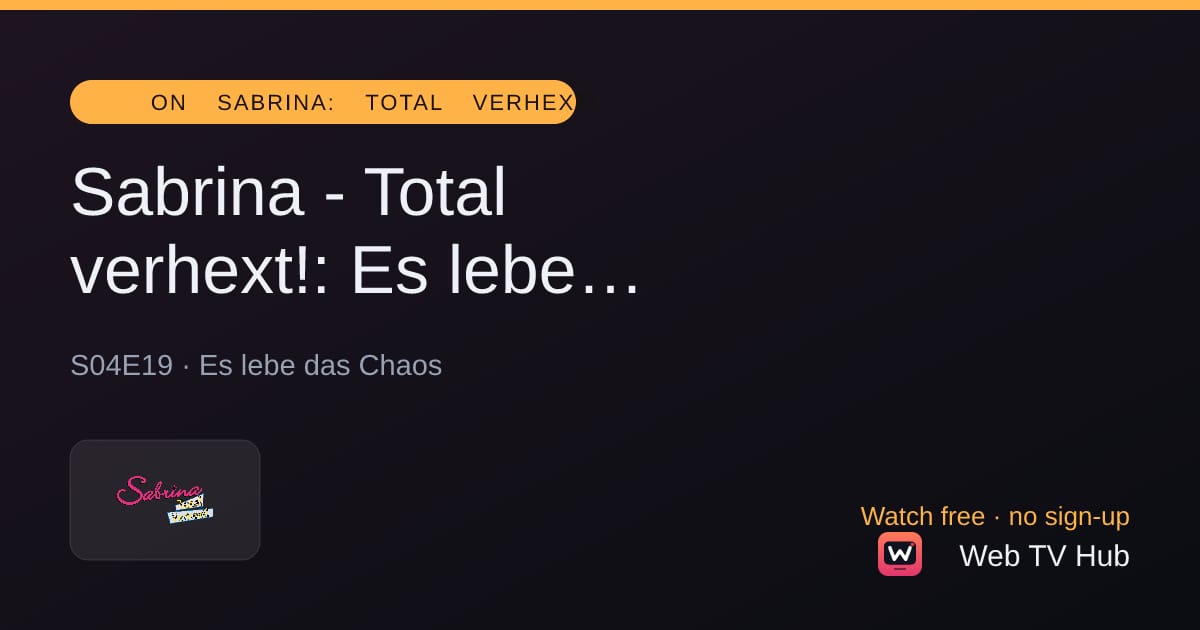 ON SABRINA: TOTAL VERHEX
Sabrina - Total
verhext!: Es lebe…
S04E19 · Es lebe das Chaos
Sabrina
Watch free · no sign-up
W
Web TV Hub